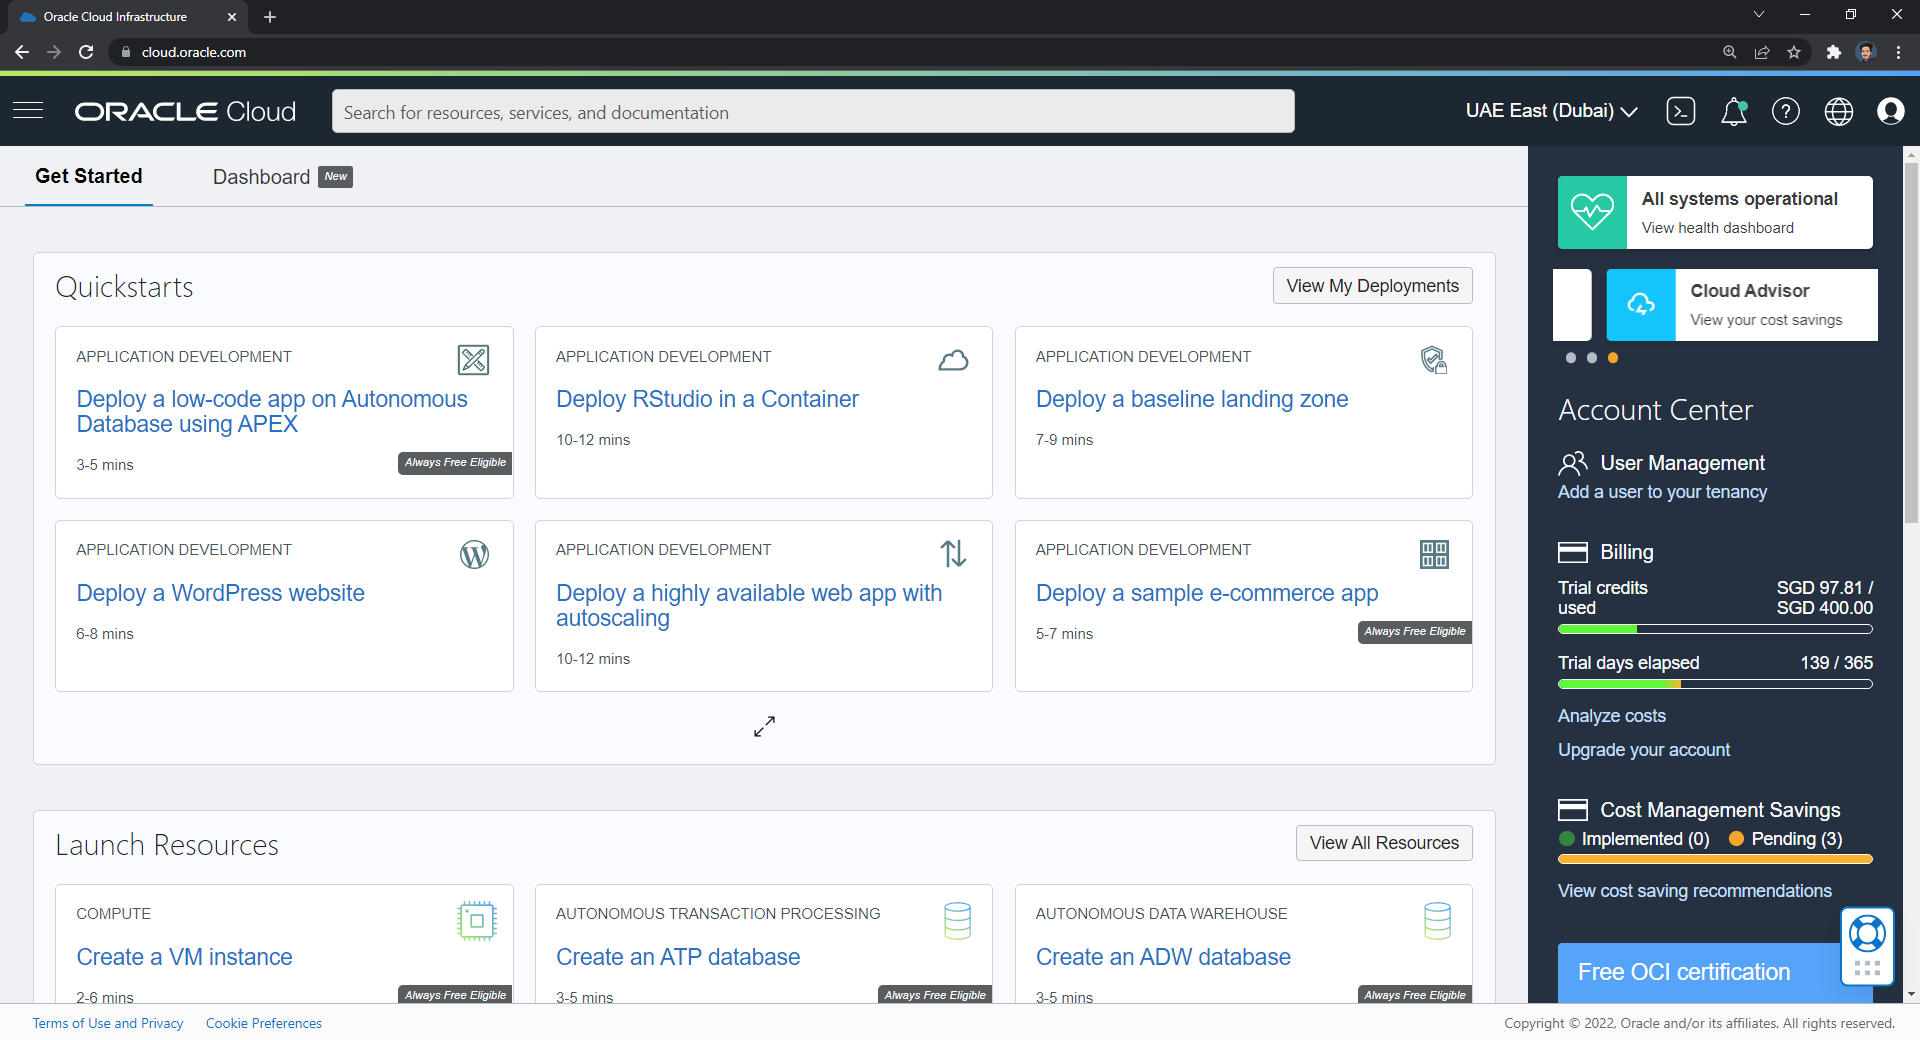 Oracle Cloud Infrastructure
cloud.oracle.com
ORACLE Cloud
Search for resources, services, and documentation
UAE East (Dubai)
Get Started
Dashboard New
Quickstarts
View My Deployments
APPLICATION DEVELOPMENT
Deploy a low-code app on Autonomous
Database using APEX
3-5 mins
Always Free Eligible
APPLICATION DEVELOPMENT
Deploy RStudio in a Container
10-12 mins
APPLICATION DEVELOPMENT
Deploy a baseline landing zone
7-9 mins
APPLICATION DEVELOPMENT
Deploy a WordPress website
6-8 mins
APPLICATION DEVELOPMENT
Deploy a highly available web app with
autoscaling
10-12 mins
APPLICATION DEVELOPMENT
Deploy a sample e-commerce app
5-7 mins
Always Free Eligible
Launch Resources
View All Resources
COMPUTE
Create a VM instance
2-6 mins
Always Free Eligible
AUTONOMOUS TRANSACTION PROCESSING
Create an ATP database
3-5 mins
Always Free Eligible
AUTONOMOUS DATA WAREHOUSE
Create an ADW database
3-5 mins
Always Free Eligible
All systems operational
View health dashboard
Cloud Advisor
View your cost savings
Account Center
User Management
Add a user to your tenancy
Billing
Trial credits
used
SGD 97.81 /
SGD 400.00
Trial days elapsed 139 / 365
Analyze costs
Upgrade your account
Cost Management Savings
Implemented (0) Pending (3)
View cost saving recommendations
Free OCI certification
Terms of Use and Privacy Cookie Preferences
Copyright © 2022, Oracle and/or its affiliates. All rights reserved.